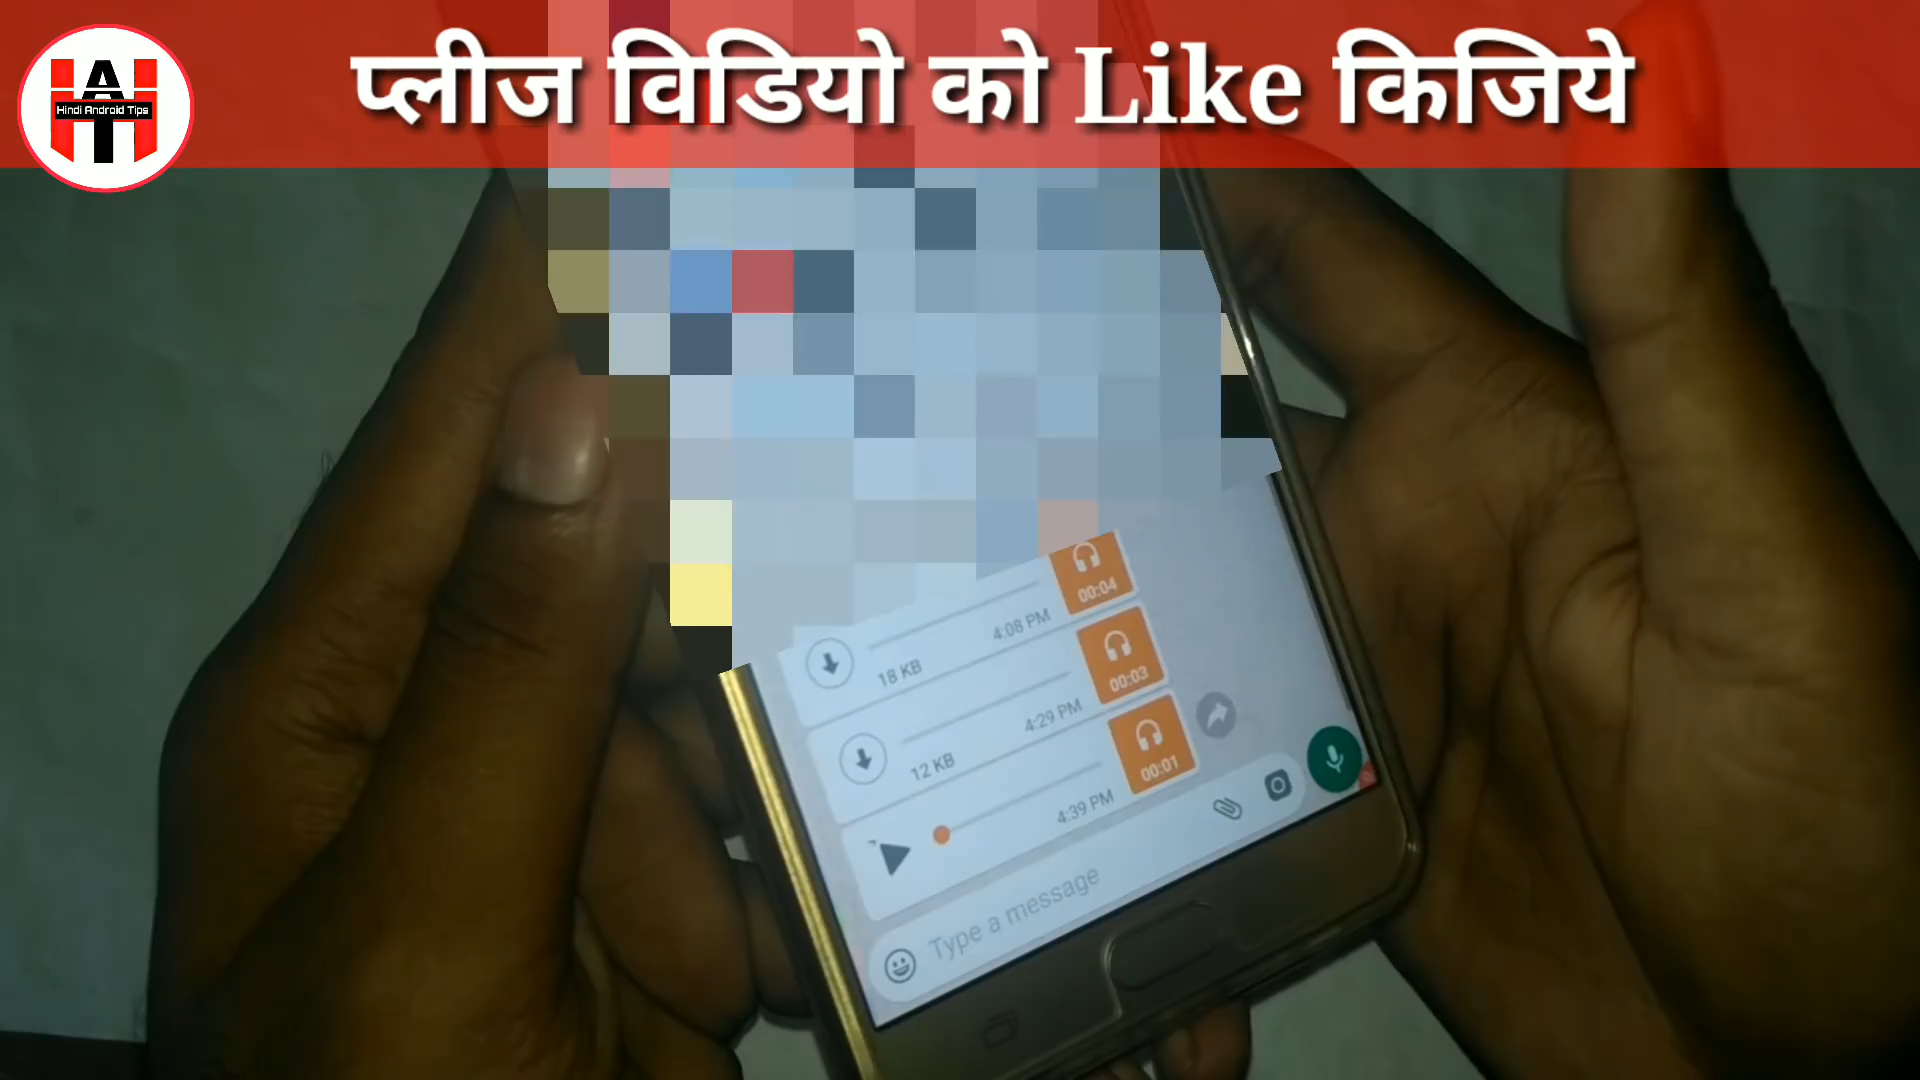 प्लीज विडियो को Like किजिये
HAT
Hindi Android Tips
00:04
4:08 PM
18 KB
00:03
4:29 PM
12 KB
00:01
4:39 PM
Type a message